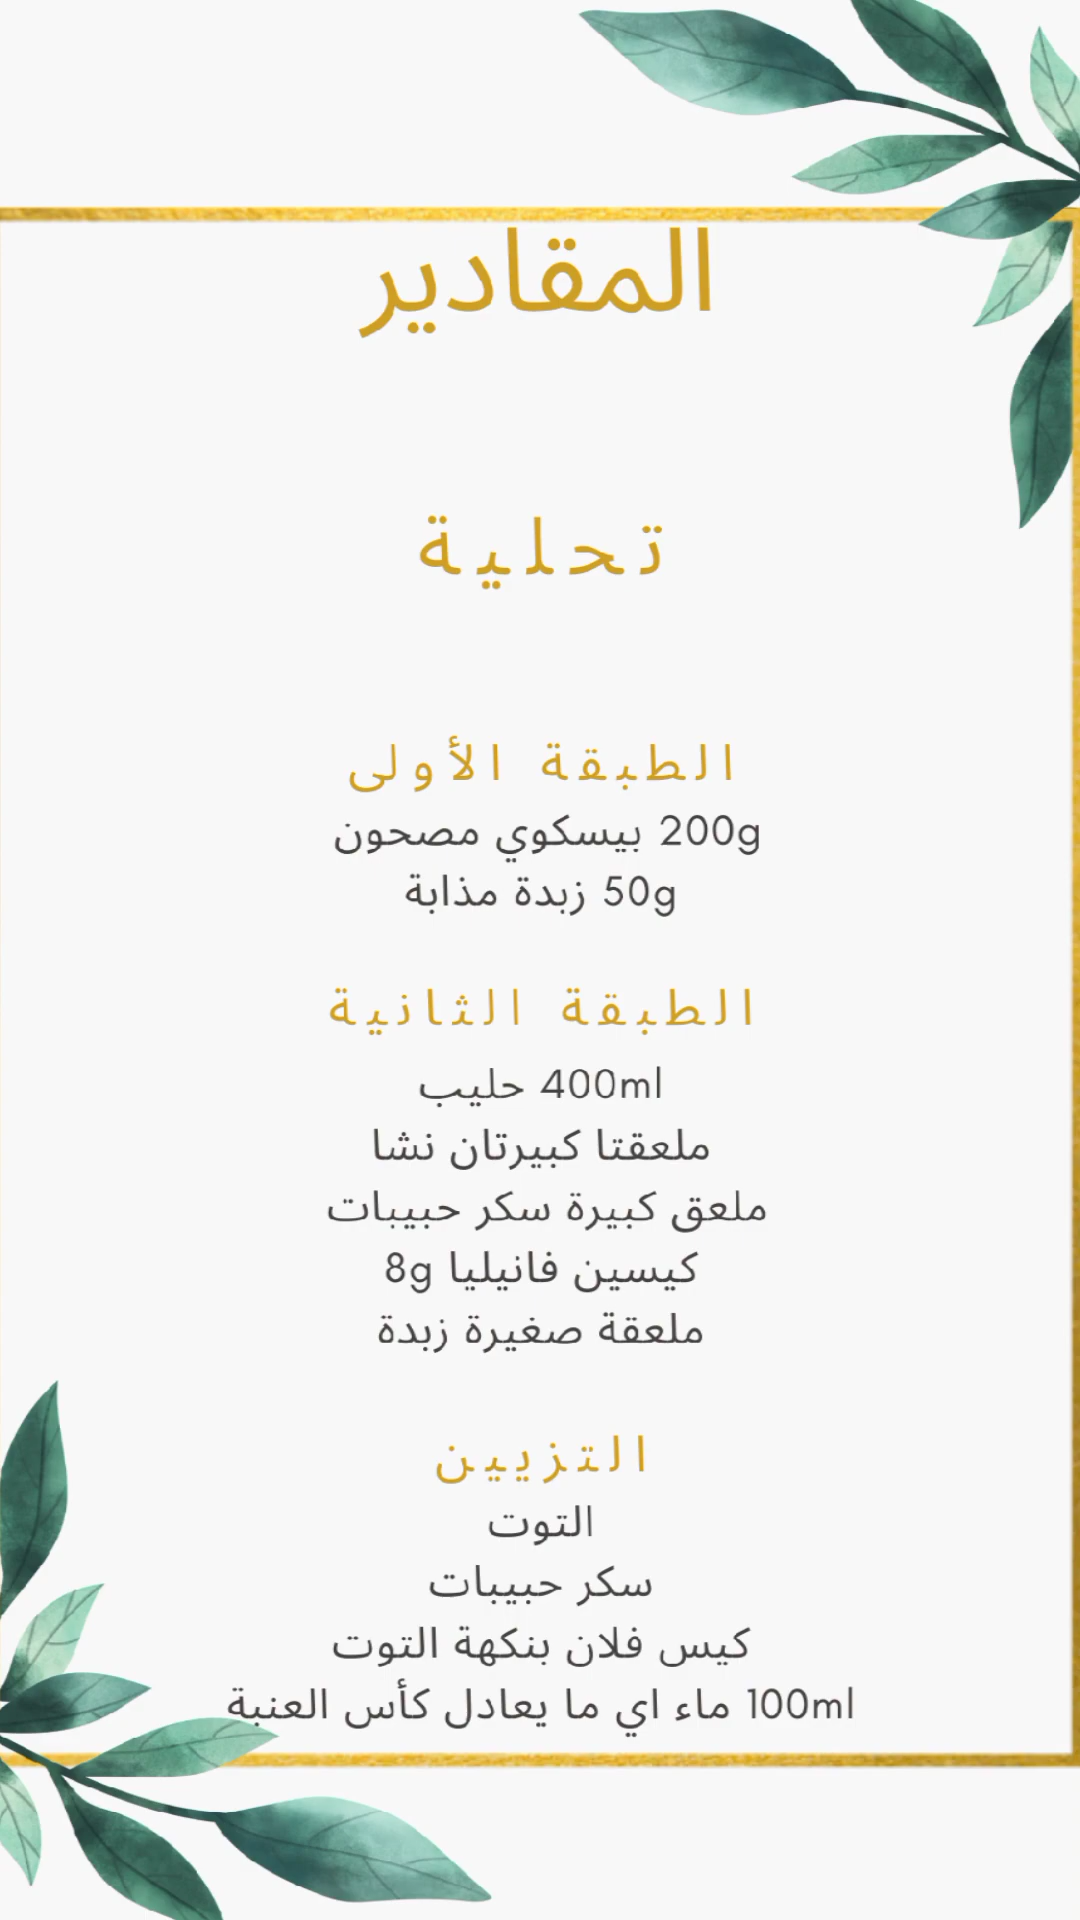 المقادير
تحلية
الطبقة الأولى
200g بيسكوي مصحون
50g زبدة مذابة
الطبقة الثانية
400ml حليب
ملعقتا كبيرتان نشا
ملعق كبيرة سكر حبيبات
كيسين فانيليا 8g
ملعقة صغيرة زبدة
التزيين
التوت
سكر حبيبات
كيس فلان بنكهة التوت
100ml ماء اي ما يعادل كأس العنبة